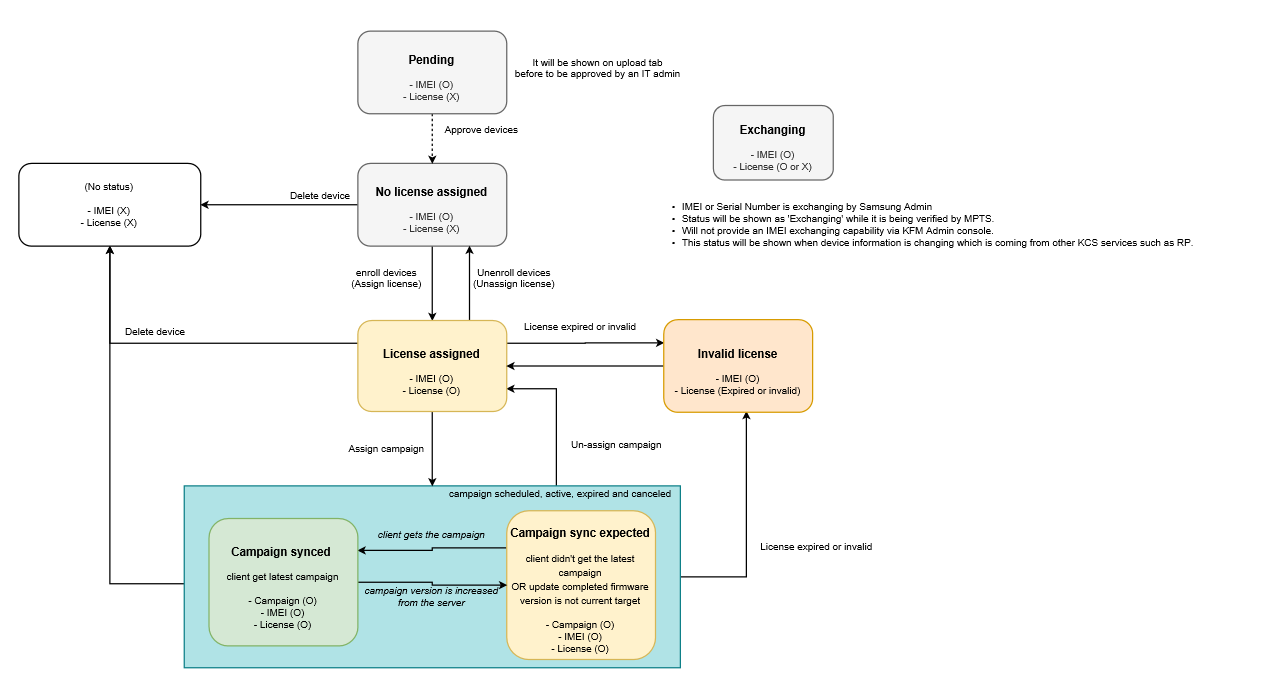 Pending
- IMEI (O)
- License (X)
It will be shown on upload tab
before to be approved by an IT admin
Approve devices
Exchanging
- IMEI (O)
- License (O or X)
(No status)
- IMEI (X)
- License (X)
Delete device
No license assigned
- IMEI (O)
- License (X)
• IMEI or Serial Number is exchanging by Samsung Admin
• Status will be shown as 'Exchanging' while it is being verified by MPTS.
• Will not provide an IMEI exchanging capability via KFM Admin console.
• This status will be shown when device information is changing which is coming from other KCS services such as RP.
enroll devices
(Assign license)
Unenroll devices
(Unassign license)
Delete device
License assigned
- IMEI (O)
- License (O)
License expired or invalid
Invalid license
- IMEI (O)
- License (Expired or invalid)
Assign campaign
Un-assign campaign
campaign scheduled, active, expired and canceled
Campaign synced
client get latest campaign
- Campaign (O)
- IMEI (O)
- License (O)
client gets the campaign
campaign version is increased
from the server
Campaign sync expected
client didn't get the latest
campaign
OR update completed firmware
version is not current target
- Campaign (O)
- IMEI (O)
- License (O)
License expired or invalid